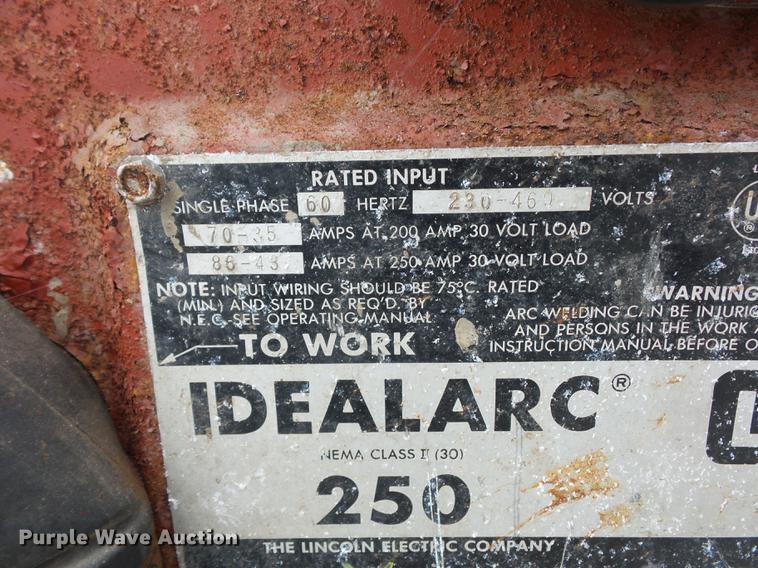 RATED INPUT
SINGLE PHASE 60 HERTZ 230-460 VOLTS
70-35 AMPS AT 200 AMP 30 VOLT LOAD
86-43 AMPS AT 250 AMP 30 VOLT LOAD
NOTE: INPUT WIRING SHOULD BE 75°C. RATED
(MIN.) AND SIZED AS REQ'D. BY
N.E.C. SEE OPERATING MANUAL
WARNING
ARC WELDING CAN BE INJURIO
AND PERSONS IN THE WORK A
INSTRUCTION MANUAL BEFORE O
TO WORK
IDEALARC®
NEMA CLASS II (30)
250
THE LINCOLN ELECTRIC COMPANY
Purple Wave Auction